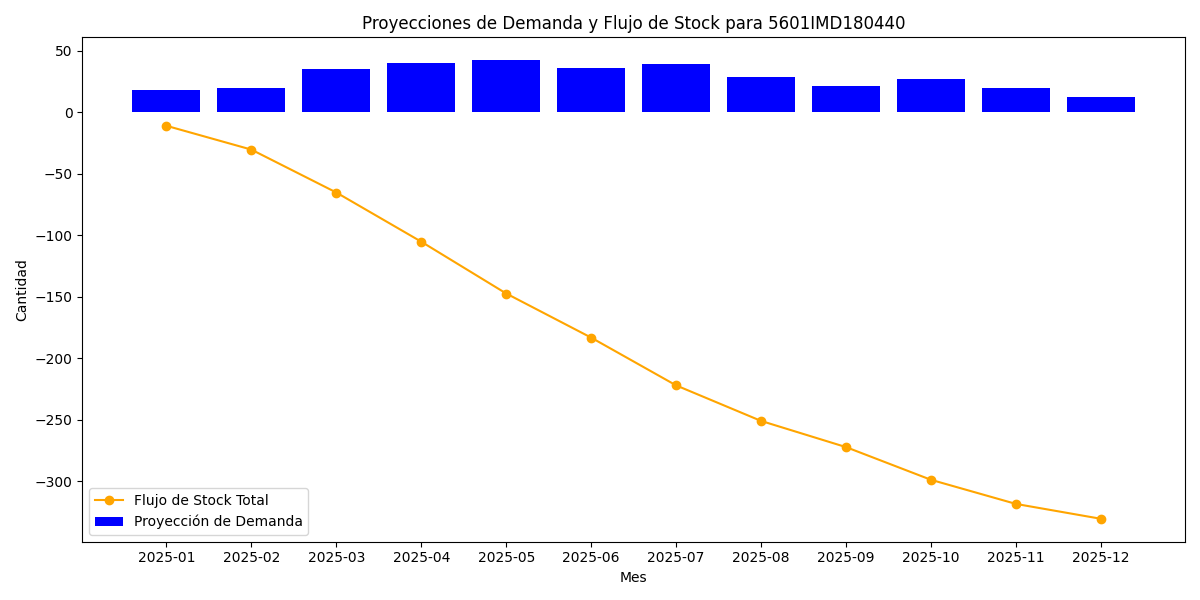 Proyecciones de Demanda y Flujo de Stock para 5601IMD180440
Cantidad
50
0
−50
−100
−150
−200
−250
−300
Flujo de Stock Total
Proyección de Demanda
2025-01 2025-02 2025-03 2025-04 2025-05 2025-06 2025-07 2025-08 2025-09 2025-10 2025-11 2025-12
Mes